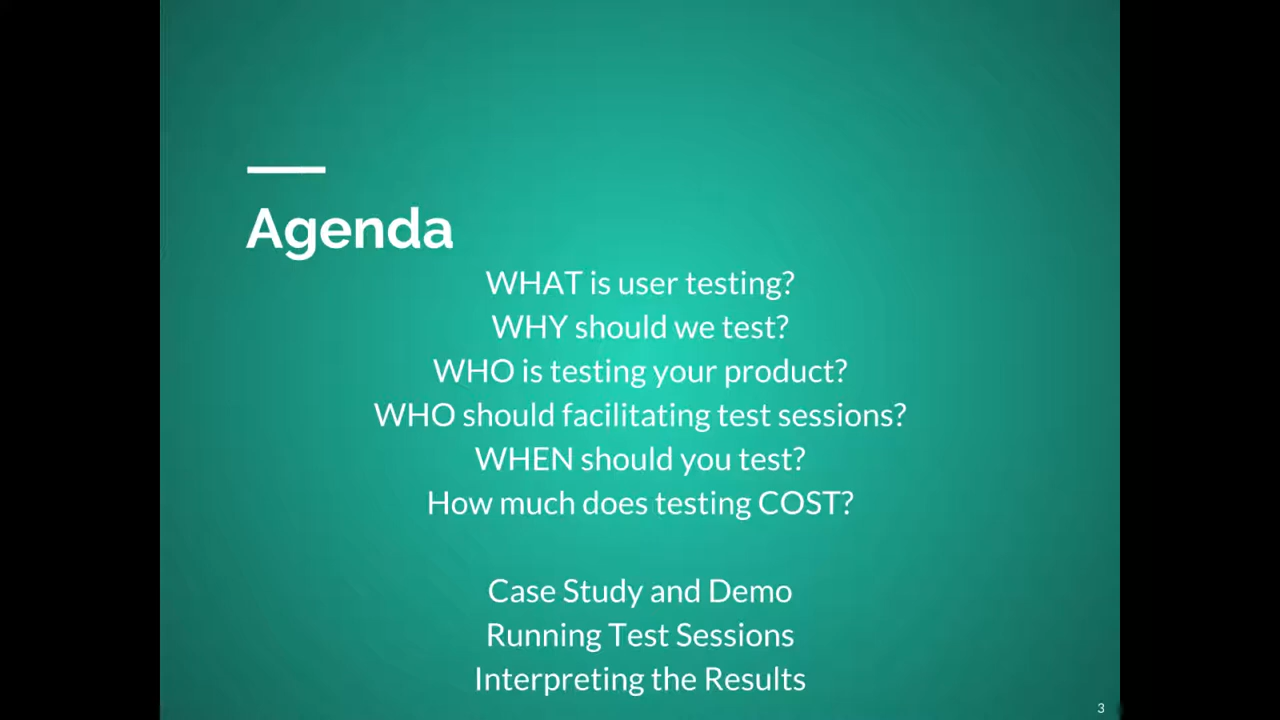 Agenda
WHAT is user testing?
WHY should we test?
WHO is testing your product?
WHO should facilitating test sessions?
WHEN should you test?
How much does testing COST?
Case Study and Demo
Running Test Sessions
Interpreting the Results
3